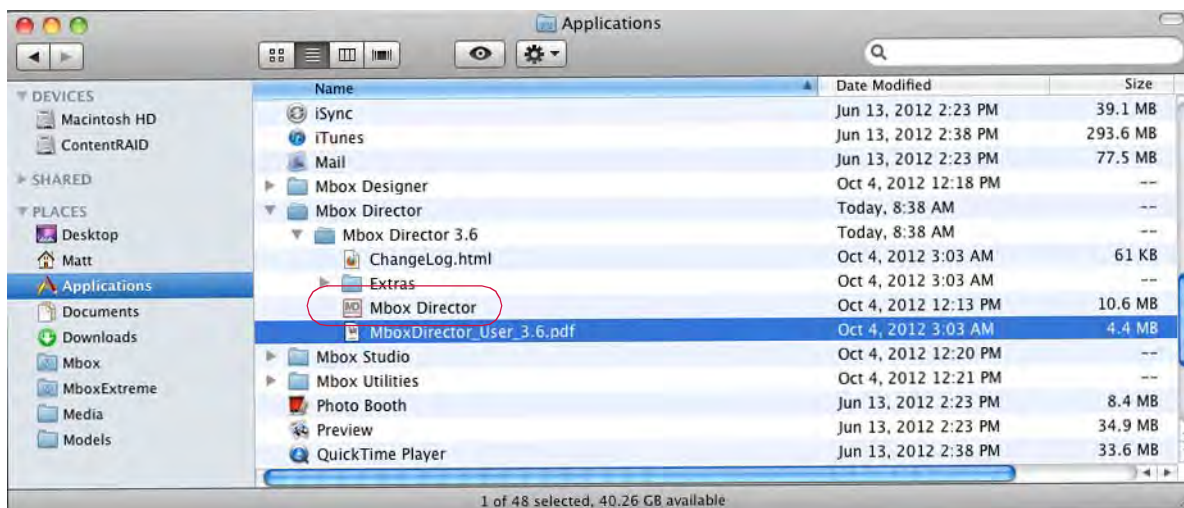 Applications
Name Date Modified Size
DEVICES
Macintosh HD
ContentRAID
SHARED
PLACES
Desktop
Matt
Applications
Documents
Downloads
Mbox
MboxExtreme
Media
Models
iSync Jun 13, 2012 2:23 PM 39.1 MB
iTunes Jun 13, 2012 2:38 PM 293.6 MB
Mail Jun 13, 2012 2:23 PM 77.5 MB
Mbox Designer Oct 4, 2012 12:18 PM --
Mbox Director Today, 8:38 AM --
Mbox Director 3.6 Today, 8:38 AM --
ChangeLog.html Oct 4, 2012 3:03 AM 61 KB
Extras Oct 4, 2012 3:03 AM --
MD Mbox Director Oct 4, 2012 12:13 PM 10.6 MB
MboxDirector_User_3.6.pdf Oct 4, 2012 3:03 AM 4.4 MB
Mbox Studio Oct 4, 2012 12:20 PM --
Mbox Utilities Oct 4, 2012 12:21 PM --
Photo Booth Jun 13, 2012 2:23 PM 8.4 MB
Preview Jun 13, 2012 2:23 PM 34.9 MB
QuickTime Player Jun 13, 2012 2:38 PM 33.6 MB
1 of 48 selected, 40.26 GB available